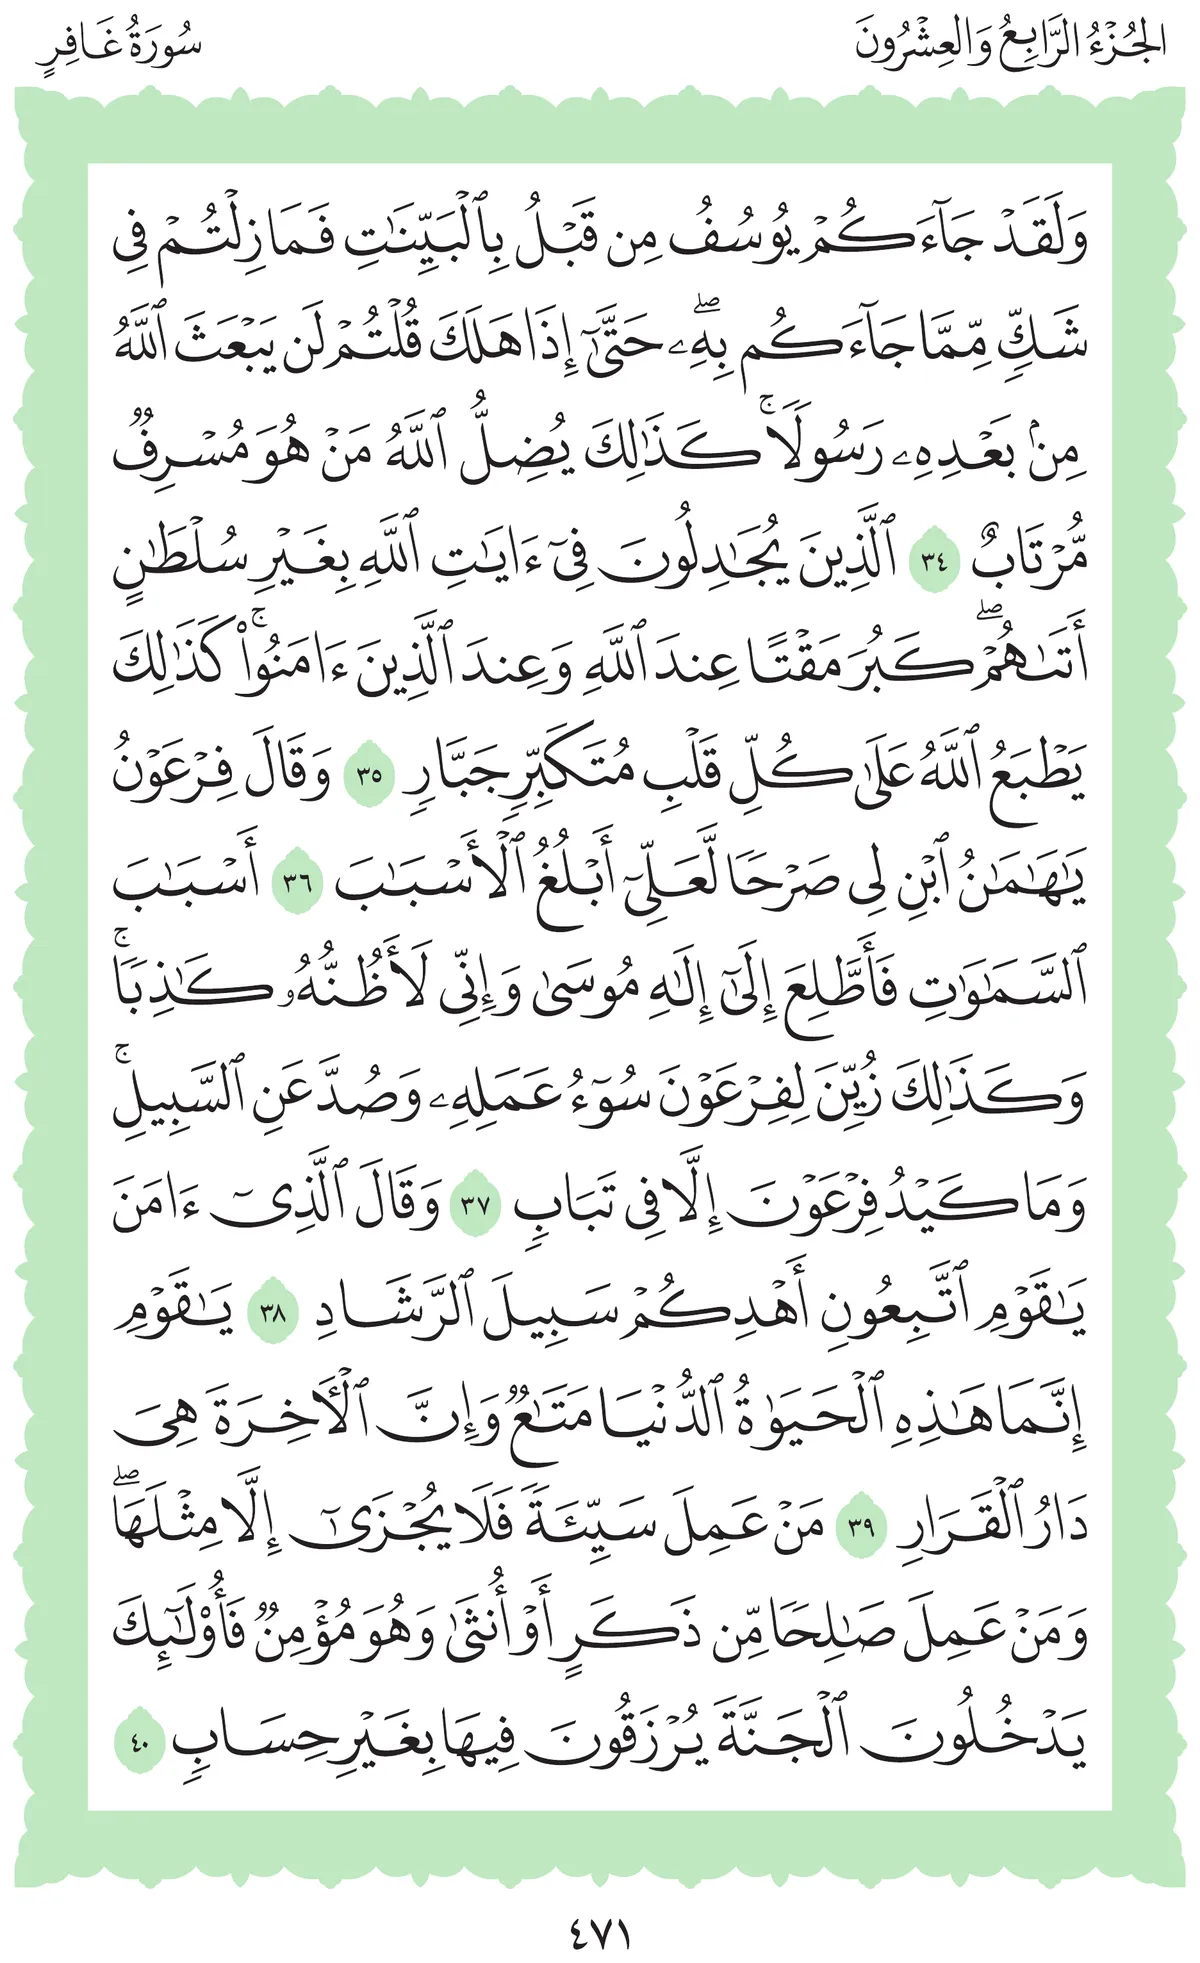 الجُزْءُ الرَّابِعُ وَالعِشْرُونَ
سُورَةُ غَافِرٍ
وَلَقَدْ جَآءَكُمْ يُوسُفُ مِن قَبْلُ بِٱلْبَيِّنَٰتِ فَمَا زِلْتُمْ فِى
شَكٍّ مِّمَّا جَآءَكُم بِهِۦۖ حَتَّىٰٓ إِذَا هَلَكَ قُلْتُمْ لَن يَبْعَثَ ٱللَّهُ
مِنۢ بَعْدِهِۦ رَسُولًاۚ كَذَٰلِكَ يُضِلُّ ٱللَّهُ مَنْ هُوَ مُسْرِفٌ
مُّرْتَابٌ ٣٤ ٱلَّذِينَ يُجَٰدِلُونَ فِىٓ ءَايَٰتِ ٱللَّهِ بِغَيْرِ سُلْطَٰنٍ
أَتَىٰهُمْۖ كَبُرَ مَقْتًا عِندَ ٱللَّهِ وَعِندَ ٱلَّذِينَ ءَامَنُوا۟ۚ كَذَٰلِكَ
يَطْبَعُ ٱللَّهُ عَلَىٰ كُلِّ قَلْبِ مُتَكَبِّرٍ جَبَّارٍ ٣٥ وَقَالَ فِرْعَوْنُ
يَٰهَٰمَٰنُ ٱبْنِ لِى صَرْحًا لَّعَلِّىٓ أَبْلُغُ ٱلْأَسْبَٰبَ ٣٦ أَسْبَٰبَ
ٱلسَّمَٰوَٰتِ فَأَطَّلِعَ إِلَىٰٓ إِلَٰهِ مُوسَىٰ وَإِنِّى لَأَظُنُّهُۥ كَٰذِبًاۚ
وَكَذَٰلِكَ زُيِّنَ لِفِرْعَوْنَ سُوٓءُ عَمَلِهِۦ وَصُدَّ عَنِ ٱلسَّبِيلِۚ
وَمَا كَيْدُ فِرْعَوْنَ إِلَّا فِى تَبَابٍ ٣٧ وَقَالَ ٱلَّذِىٓ ءَامَنَ
يَٰقَوْمِ ٱتَّبِعُونِ أَهْدِكُمْ سَبِيلَ ٱلرَّشَادِ ٣٨ يَٰقَوْمِ
إِنَّمَا هَٰذِهِ ٱلْحَيَوٰةُ ٱلدُّنْيَا مَتَٰعٌ وَإِنَّ ٱلْءَاخِرَةَ هِىَ
دَارُ ٱلْقَرَارِ ٣٩ مَنْ عَمِلَ سَيِّئَةً فَلَا يُجْزَىٰٓ إِلَّا مِثْلَهَاۖ
وَمَنْ عَمِلَ صَٰلِحًا مِّن ذَكَرٍ أَوْ أُنثَىٰ وَهُوَ مُؤْمِنٌ فَأُو۟لَٰٓئِكَ
يَدْخُلُونَ ٱلْجَنَّةَ يُرْزَقُونَ فِيهَا بِغَيْرِ حِسَابٍ ٤٠
٤٧١